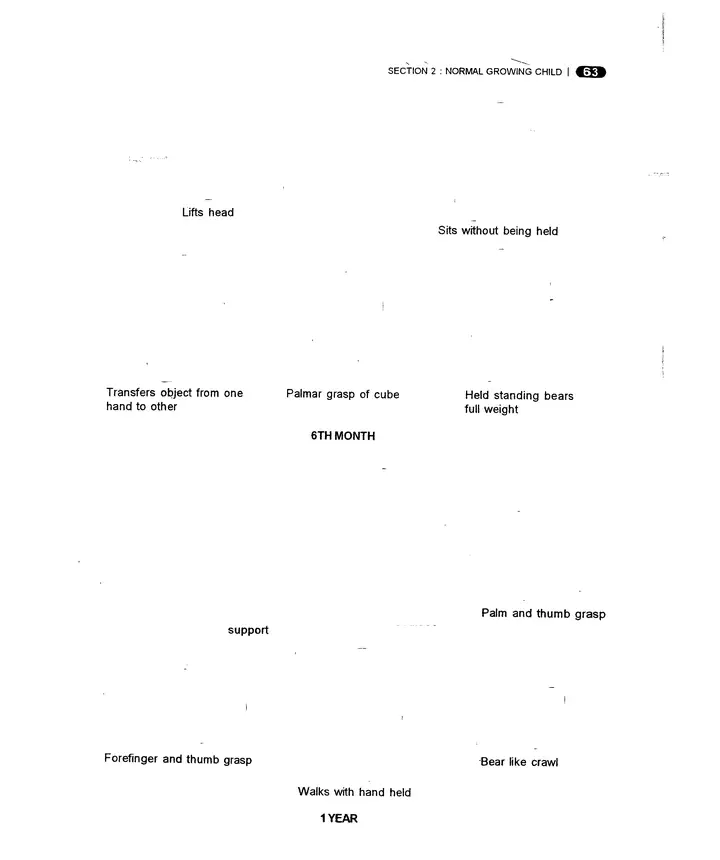 SECTION 2 : NORMAL GROWING CHILD | 63
Lifts head
Sits without being held
Transfers object from one
hand to other
Palmar grasp of cube
Held standing bears
full weight
6TH MONTH
Palm and thumb grasp
support
Forefinger and thumb grasp
Bear like crawl
Walks with hand held
1 YEAR